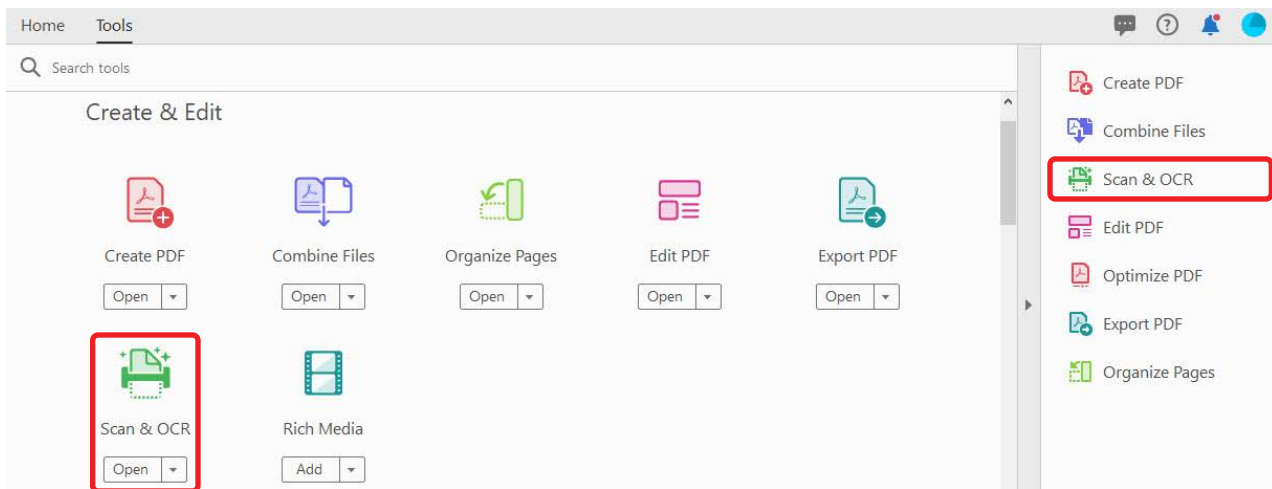 Home Tools
Search tools
Create & Edit
Create PDF Combine Files Organize Pages Edit PDF Export PDF
Open Open Open Open Open
Scan & OCR Rich Media
Open Add
Create PDF
Combine Files
Scan & OCR
Edit PDF
Optimize PDF
Export PDF
Organize Pages